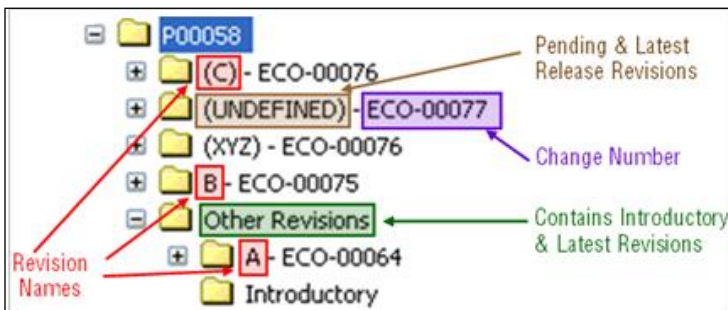 P00058
(C) - ECO-00076
(UNDEFINED) - ECO-00077
(XYZ) - ECO-00076
B - ECO-00075
Other Revisions
A - ECO-00064
Introductory
Pending & Latest
Release Revisions
Change Number
Contains Introductory
& Latest Revisions
Revision
Names